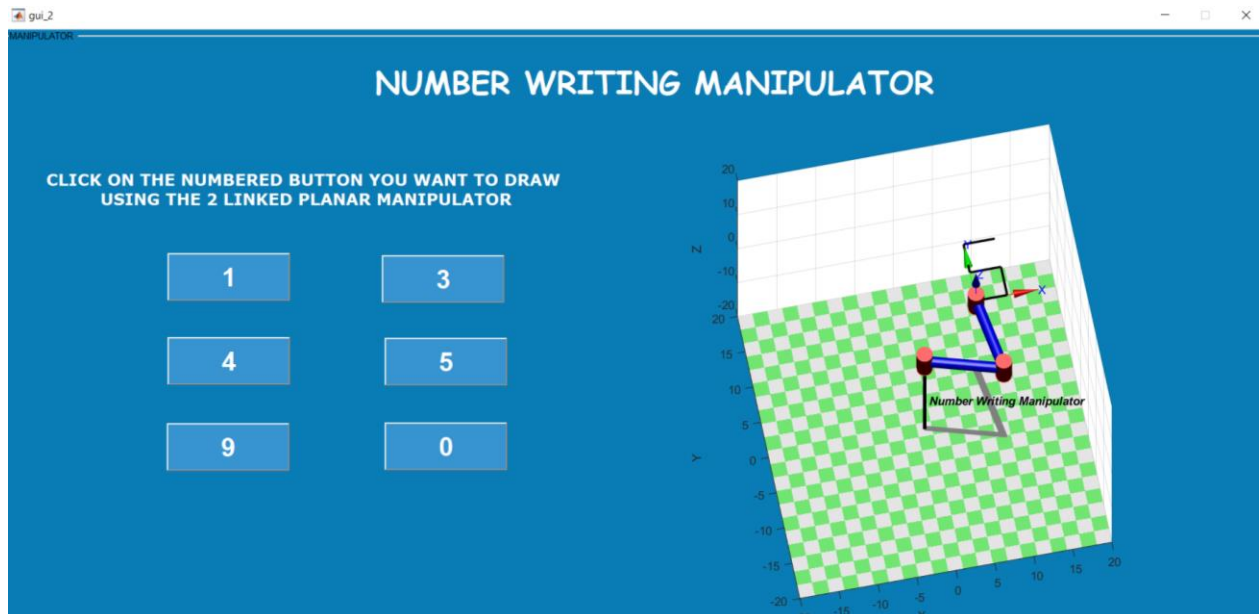 gui_2
MANIPULATOR
NUMBER WRITING MANIPULATOR
CLICK ON THE NUMBERED BUTTON YOU WANT TO DRAW
USING THE 2 LINKED PLANAR MANIPULATOR
1
3
4
5
9
0
20
10
0
-10
-20
Z
20
15
10
5
0
-5
-10
-15
-20
Y
-15
-10
-5
0
5
10
15
20
Y
Z
X
Number Writing Manipulator